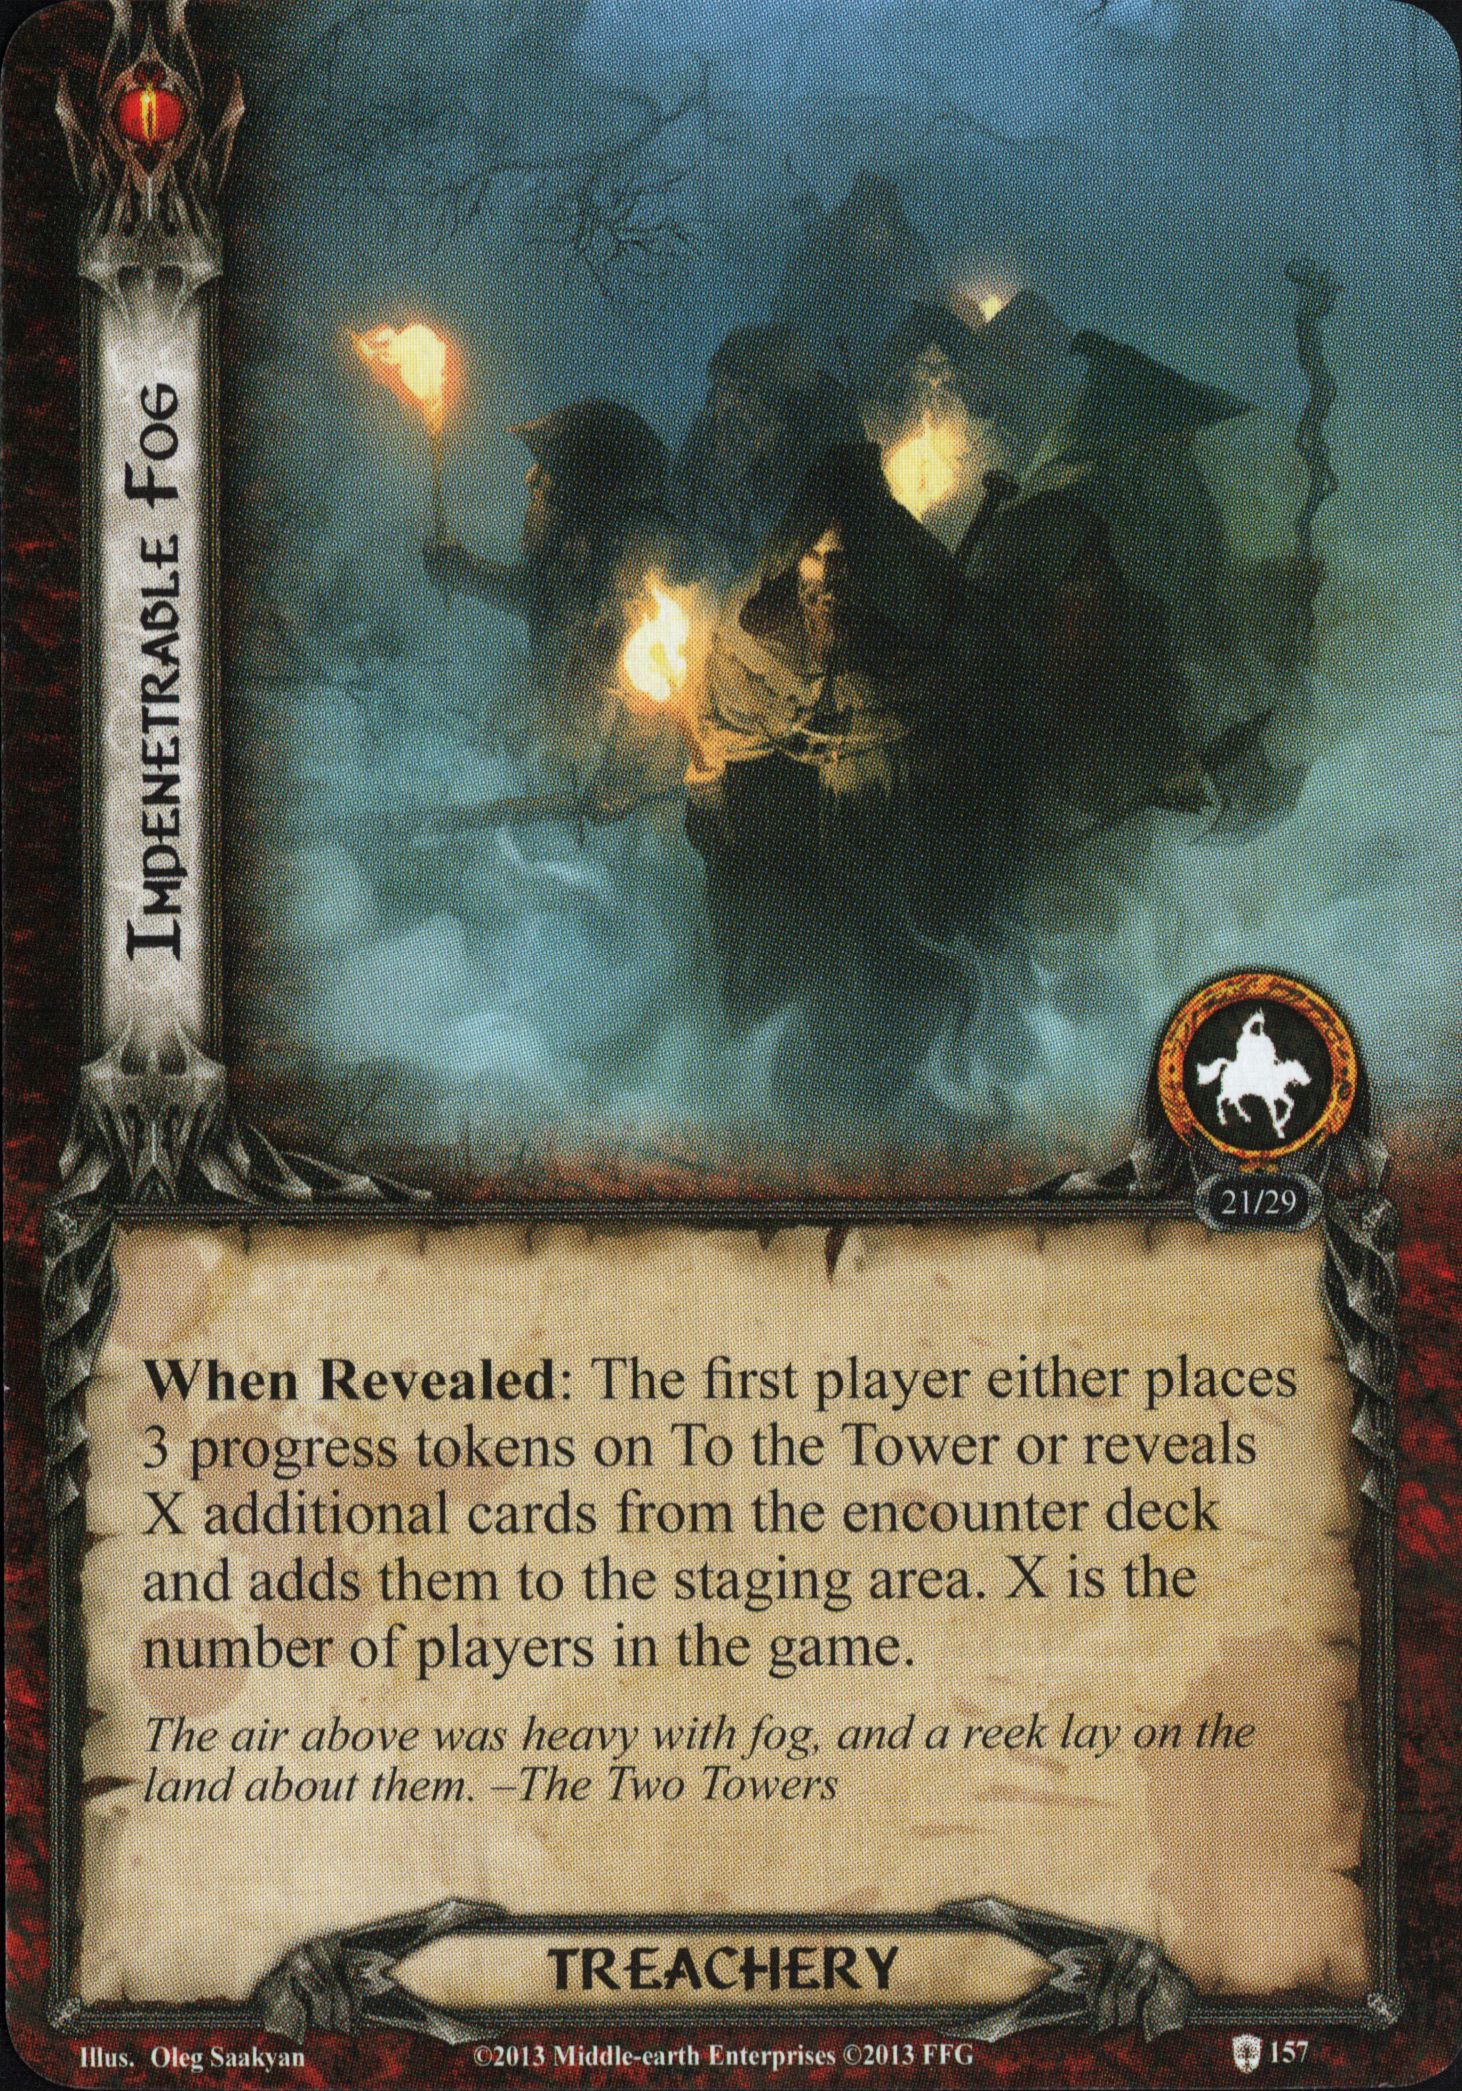 Impenetrable Fog
21/29
When Revealed: The first player either places
3 progress tokens on To the Tower or reveals
X additional cards from the encounter deck
and adds them to the staging area. X is the
number of players in the game.
The air above was heavy with fog, and a reek lay on the
land about them. –The Two Towers
TREACHERY
Illus. Oleg Saakyan
©2013 Middle-earth Enterprises ©2013 FFG
157